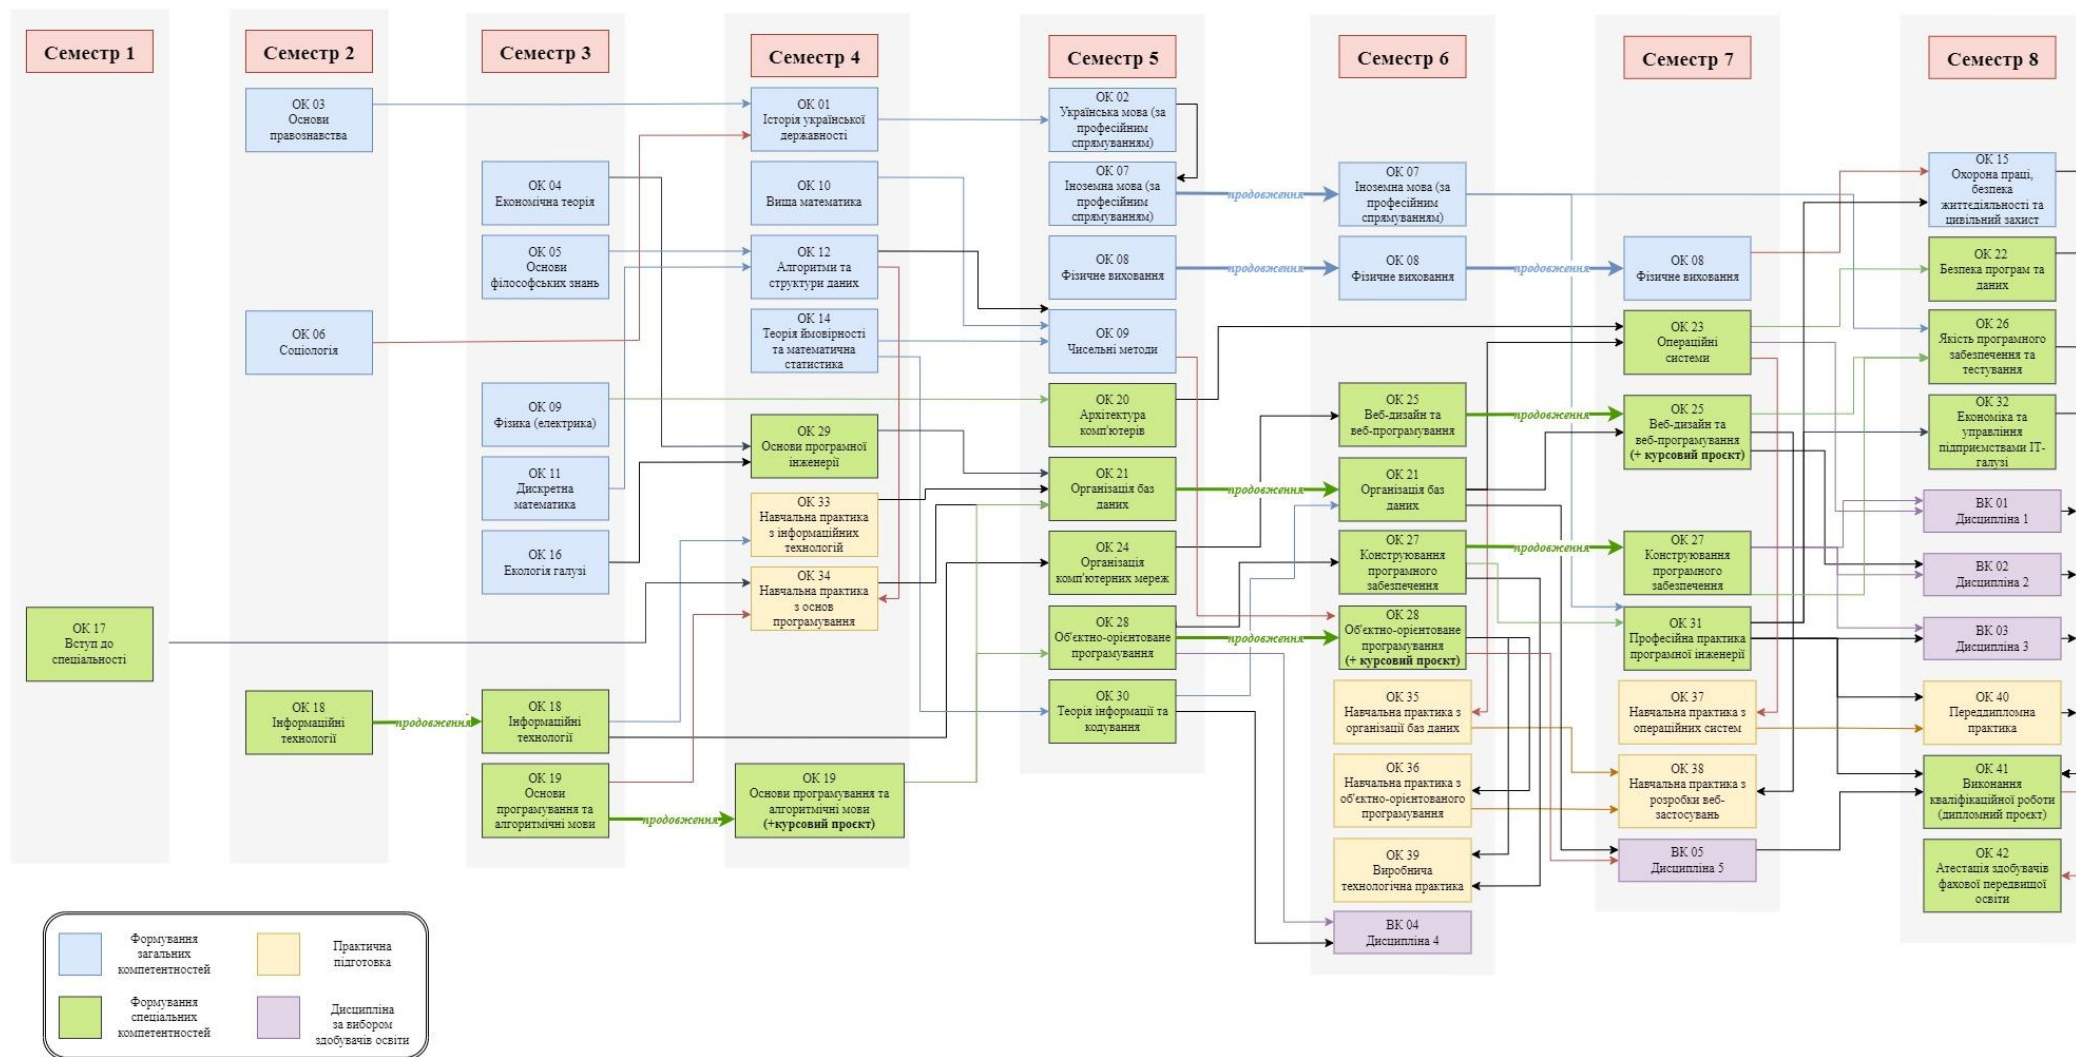 Семестр 1
Семестр 2
Семестр 3
Семестр 4
Семестр 5
Семестр 6
Семестр 7
Семестр 8
ОК 17
Вступ до
спеціальності
ОК 03
Основи
правознавства
ОК 06
Соціологія
ОК 18
Інформаційні
технології
продовження
ОК 04
Економічна теорія
ОК 05
Основи
філософських знань
ОК 09
Фізика (електрика)
ОК 11
Дискретна
математика
ОК 16
Екологія галузі
ОК 18
Інформаційні
технології
ОК 19
Основи
програмування та
алгоритмічні мови
продовження
ОК 01
Історія української
державності
ОК 10
Вища математика
ОК 12
Алгоритми та
структури даних
ОК 14
Теорія ймовірності
та математична
статистика
ОК 29
Основи програмної
інженерії
ОК 33
Навчальна практика
з інформаційних
технологій
ОК 34
Навчальна практика
з основ
програмування
ОК 19
Основи програмування та
алгоритмічні мови
(+курсовий проєкт)
ОК 02
Українська мова (за
професійним
спрямуванням)
ОК 07
Іноземна мова (за
професійним
спрямуванням)
продовження
ОК 08
Фізичне виховання
продовження
ОК 09
Чисельні методи
ОК 20
Архітектура
комп'ютерів
ОК 21
Організація баз
даних
продовження
ОК 24
Організація
комп'ютерних мереж
ОК 28
Об'єктно-орієнтоване
програмування
продовження
ОК 30
Теорія інформації та
кодування
ОК 07
Іноземна мова (за
професійним
спрямуванням)
ОК 08
Фізичне виховання
продовження
ОК 25
Веб-дизайн та
веб-програмування
продовження
ОК 21
Організація баз
даних
ОК 27
Конструювання
програмного
забезпечення
продовження
ОК 28
Об'єктно-орієнтоване
програмування
(+ курсовий проєкт)
ОК 35
Навчальна практика з
організації баз даних
ОК 36
Навчальна практика з
об'єктно-орієнтованого
програмування
ОК 39
Виробнича
технологічна практика
ВК 04
Дисципліна 4
ОК 08
Фізичне виховання
ОК 23
Операційні
системи
ОК 25
Веб-дизайн та
веб-програмування
(+ курсовий проєкт)
ОК 27
Конструювання
програмного
забезпечення
ОК 31
Професійна практика
програмної інженерії
ОК 37
Навчальна практика з
операційних систем
ОК 38
Навчальна практика з
розробки веб-
застосувань
ВК 05
Дисципліна 5
ОК 15
Охорона праці,
безпека
життєдіяльності та
цивільний захист
ОК 22
Безпека програм та
даних
ОК 26
Якість програмного
забезпечення та
тестування
ОК 32
Економіка та
управління
підприємствами ІТ-
галузі
ВК 01
Дисципліна 1
ВК 02
Дисципліна 2
ВК 03
Дисципліна 3
ОК 40
Переддипломна
практика
ОК 41
Виконання
кваліфікаційної роботи
(дипломний проєкт)
ОК 42
Атестація здобувачів
фахової передвищої
освіти
Формування
загальних
компетентностей
Практична
підготовка
Формування
спеціальних
компетентностей
Дисципліна
за вибором
здобувачів освіти